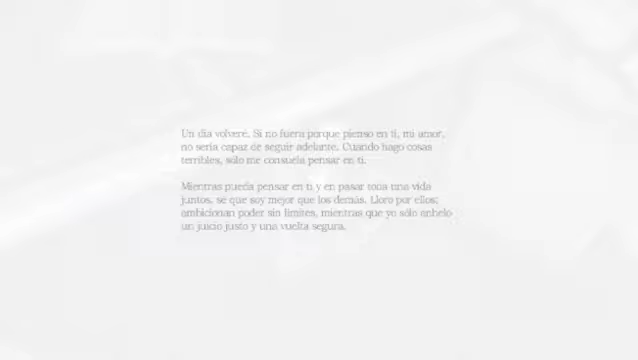 Un día volveré. Si no fuera porque pienso en ti, mi amor,
no sería capaz de seguir adelante. Cuando hago cosas
terribles, sólo me consuela pensar en ti.
Mientras pueda pensar en ti y en pasar toda una vida
juntos, sé que soy mejor que los demás. Lloro por ellos;
ambicionan poder sin límites, mientras que yo sólo anhelo
un juicio justo y una vuelta segura.